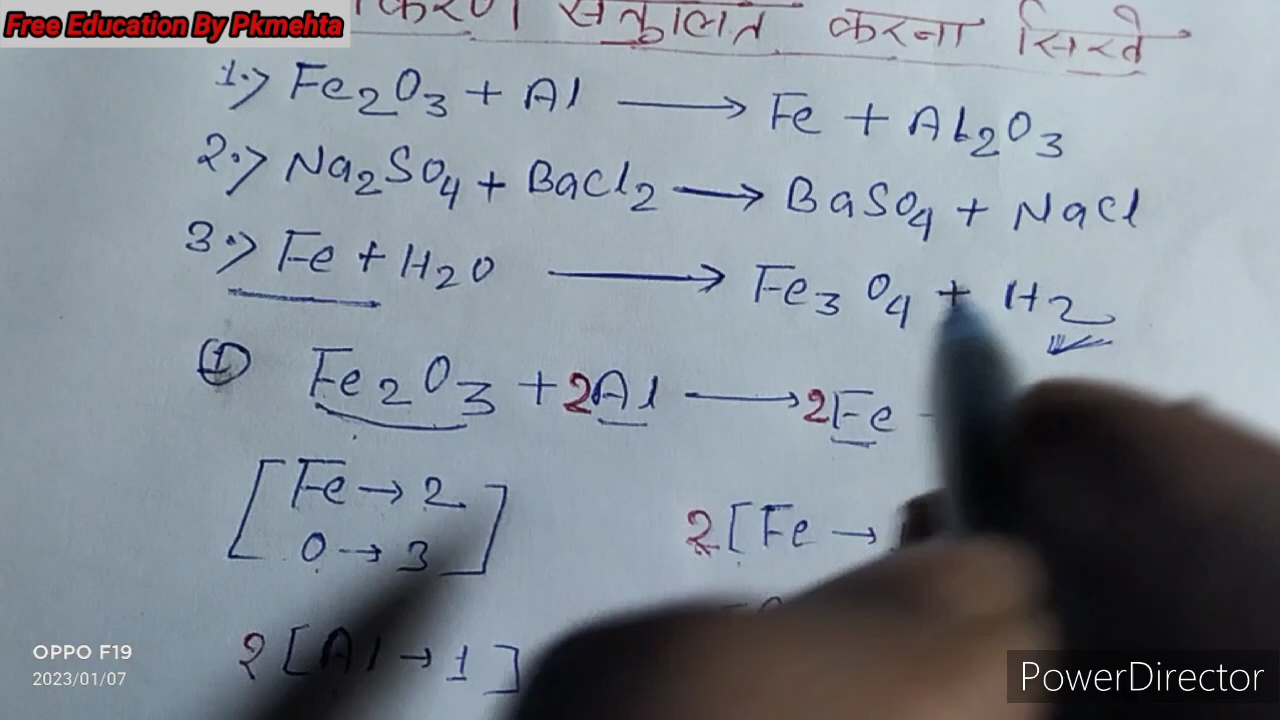 Free Education By Pkmehta
करना सिरते
1.> Fe2O3 + Al ⟶ Fe + Al2O3
2.> Na2SO4 + BaCl2 ⟶ BaSO4 + NaCl
3.> Fe + H2O ⟶ Fe3O4 + H2
① Fe2O3 + 2Al ⟶ 2Fe
[Fe → 2
O → 3]
2[Fe →
2[Al → 1]
OPPO F19
2023/01/07
PowerDirector